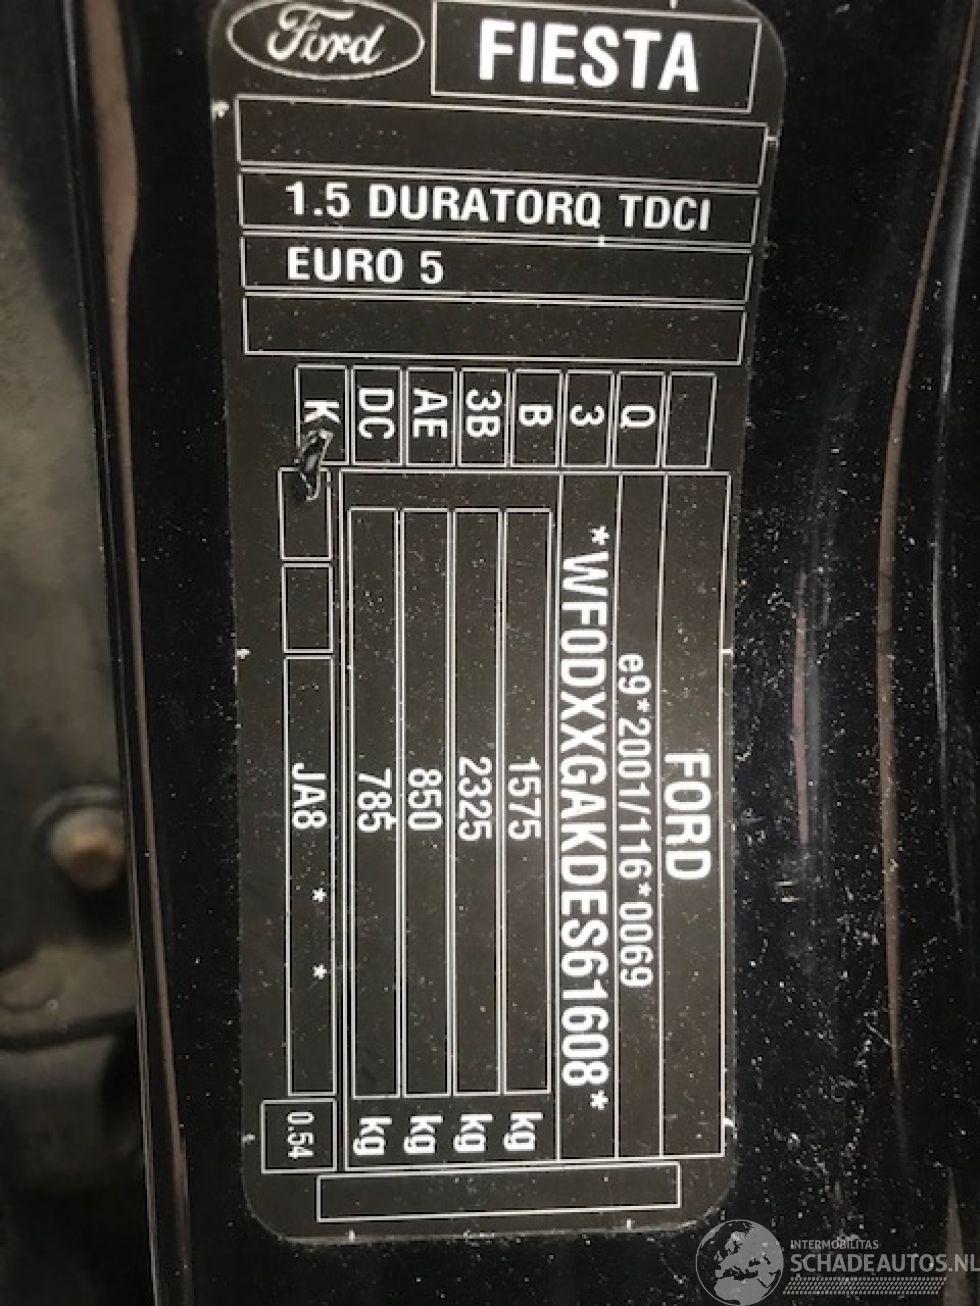 Ford
FIESTA
1.5 DURATORQ TDCI
EURO 5
Q
3
B
3B
AE
DC
K
FORD
e9*2001/116*0069
*WF0DXXGAKDES61608*
1575 kg
2325 kg
850 kg
785 kg
JA8 * *
0.54
INTERMOBILITAS
SCHADEAUTOS.NL